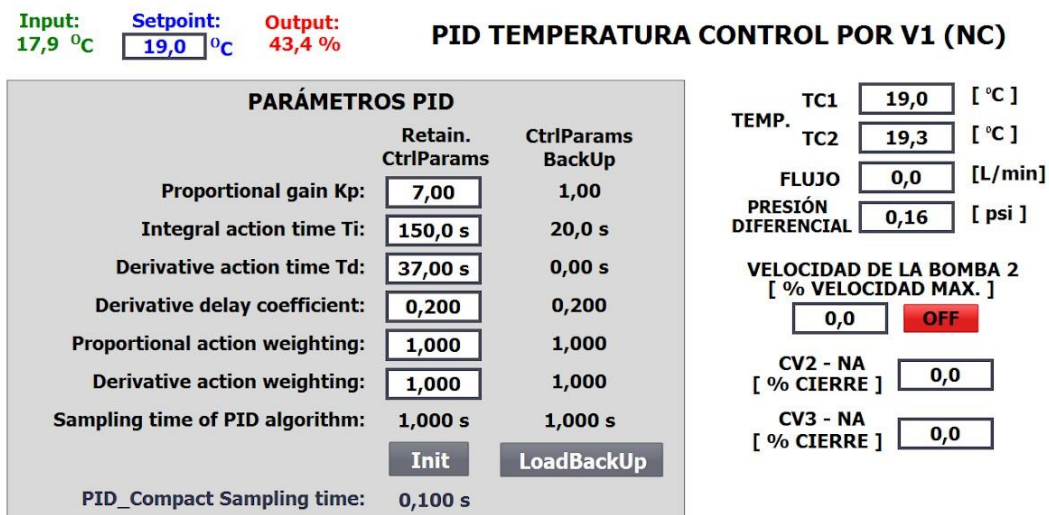 Input: Setpoint: Output:
17,9 ºC 19,0 ºC 43,4 %
PID TEMPERATURA CONTROL POR V1 (NC)
PARÁMETROS PID
Retain. CtrlParams
CtrlParams BackUp
Proportional gain Kp: 7,00 1,00
Integral action time Ti: 150,0 s 20,0 s
Derivative action time Td: 37,00 s 0,00 s
Derivative delay coefficient: 0,200 0,200
Proportional action weighting: 1,000 1,000
Derivative action weighting: 1,000 1,000
Sampling time of PID algorithm: 1,000 s 1,000 s
Init LoadBackUp
PID_Compact Sampling time: 0,100 s
TEMP.
TC1 19,0 [ ºC ]
TC2 19,3 [ ºC ]
FLUJO 0,0 [L/min]
PRESIÓN
DIFERENCIAL 0,16 [ psi ]
VELOCIDAD DE LA BOMBA 2
[ % VELOCIDAD MAX. ]
0,0 OFF
CV2 - NA
[ % CIERRE ] 0,0
CV3 - NA
[ % CIERRE ] 0,0